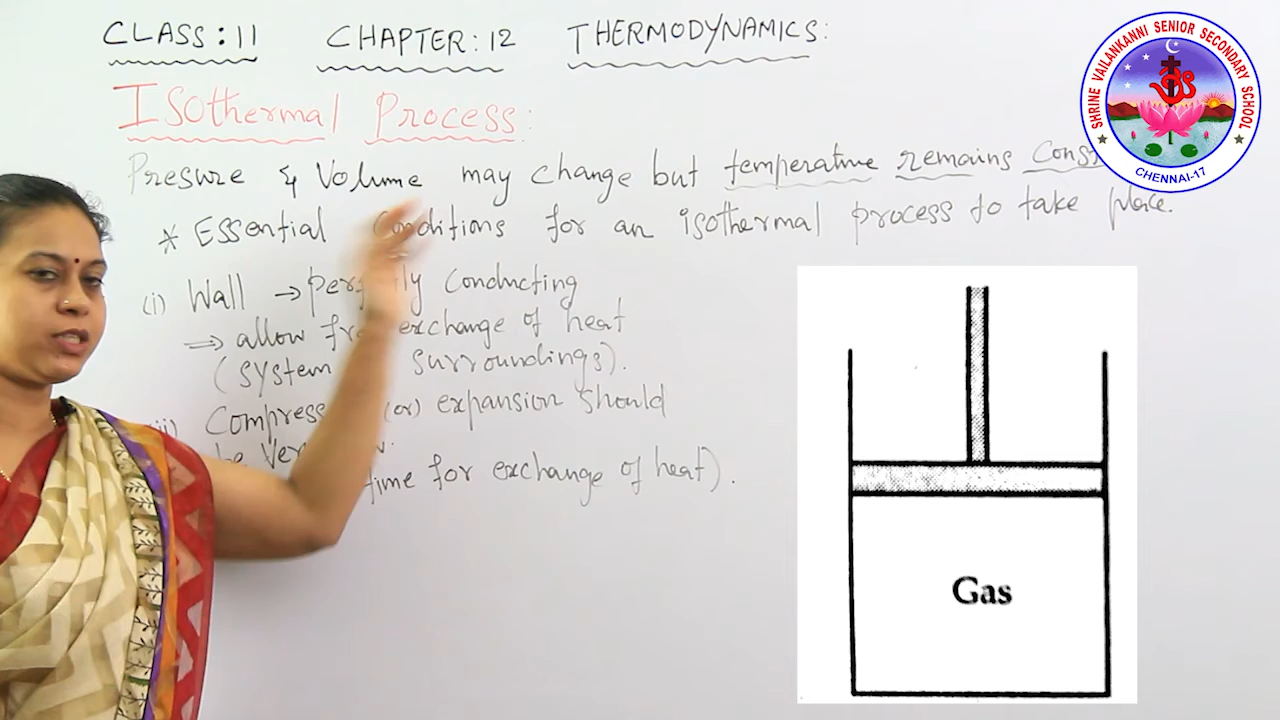 CLASS: 11 CHAPTER: 12 THERMODYNAMICS:
Isothermal Process:
Presure & Volume may change but temperature remains
* Essential Conditions for an isothermal process to take place.
(i) Wall → conducting
⇒ allow exchange of heat
(system surroundings).
(or) expansion should
be
time for exchange of heat).
Gas
SHRINE VAILANKANNI SENIOR SECONDARY SCHOOL
CHENNAI-17